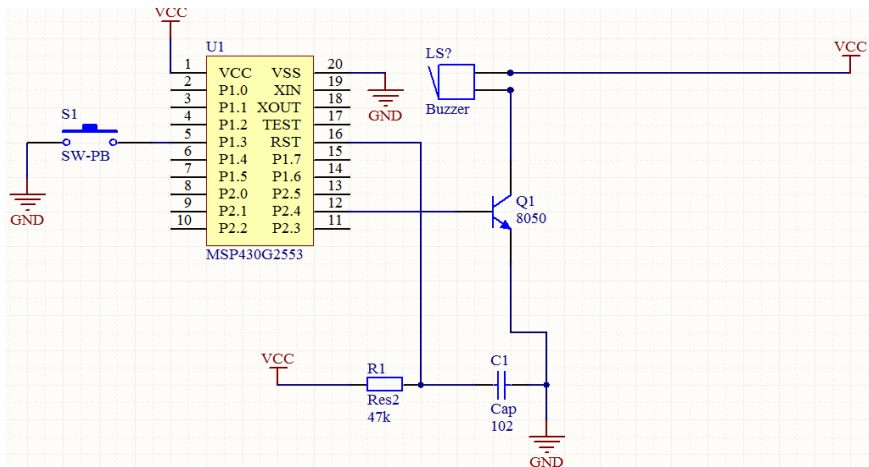 VCC
U1
1 VCC VSS 20
2 P1.0 XIN 19
3 P1.1 XOUT 18
4 P1.2 TEST 17
5 P1.3 RST 16
6 P1.4 P1.7 15
7 P1.5 P1.6 14
8 P2.0 P2.5 13
9 P2.1 P2.4 12
10 P2.2 P2.3 11
MSP430G2553
GND
LS?
Buzzer
VCC
S1
SW-PB
GND
Q1
8050
VCC
R1
Res2
47k
C1
Cap
102
GND